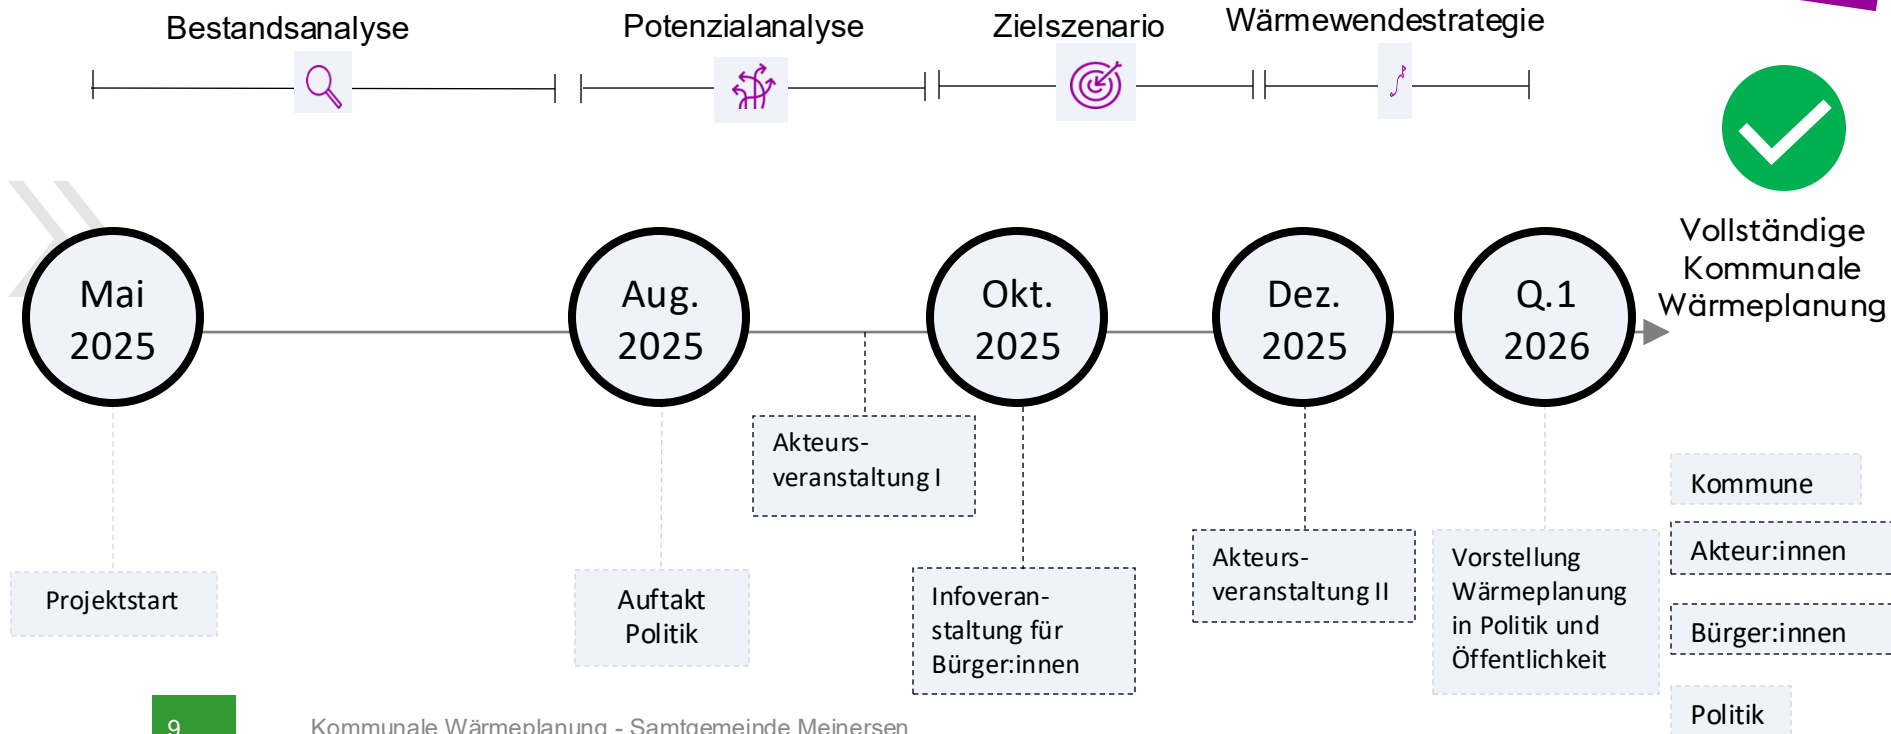 Bestandsanalyse
Potenzialanalyse
Zielszenario
Wärmewendestrategie
Mai
2025
Aug.
2025
Okt.
2025
Dez.
2025
Q.1
2026
Vollständige
Kommunale
Wärmeplanung
Akteurs-
veranstaltung I
Projektstart
Auftakt
Politik
Infoveran-
staltung für
Bürger:innen
Akteurs-
veranstaltung II
Vorstellung
Wärmeplanung
in Politik und
Öffentlichkeit
Kommune
Akteur:innen
Bürger:innen
Politik
9
Kommunale Wärmeplanung - Samtgemeinde Meinersen